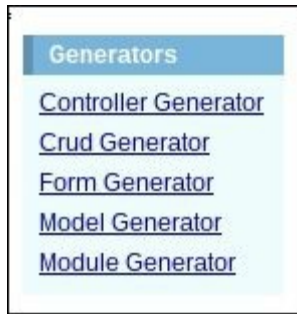 Generators
Controller Generator
Crud Generator
Form Generator
Model Generator
Module Generator